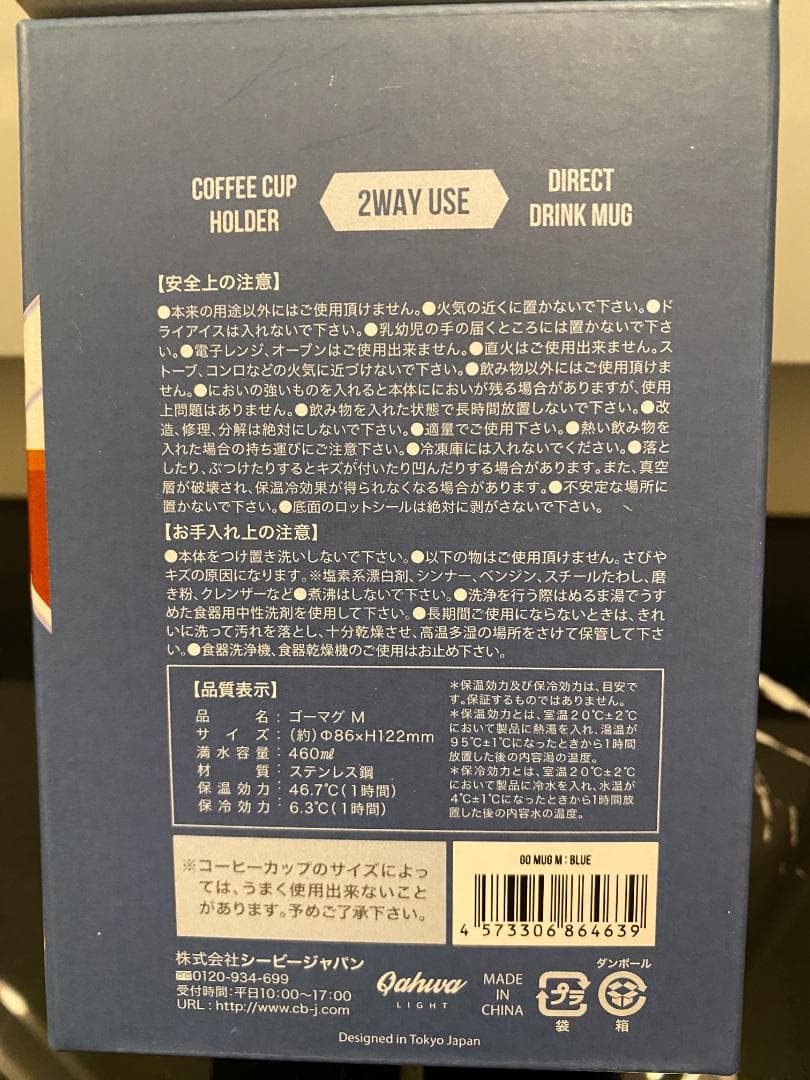 COFFEE CUP
HOLDER
2WAY USE
DIRECT
DRINK MUG
【安全上の注意】
●本来の用途以外にはご使用頂けません。●火気の近くに置かないで下さい。●ド
ライアイスは入れないで下さい。●乳幼児の手の届くところには置かないで下さ
い。●電子レンジ、オーブンはご使用出来ません。●直火はご使用出来ません。ス
トーブ、コンロなどの火気に近づけないで下さい。●飲み物以外にはご使用頂けま
せん。●においの強いものを入れると本体ににおいが残る場合がありますが、使用
上問題はありません。●飲み物を入れた状態で長時間放置しないで下さい。●改
造、修理、分解は絶対にしないで下さい。●適量でご使用下さい。●熱い飲み物を
入れた場合の持ち運びにご注意下さい。●冷凍庫には入れないでください。●落と
したり、ぶつけたりするとキズが付いたり凹んだりする場合があります。また、真空
層が破壊され、保温冷効果が得られなくなる場合があります。●不安定な場所に
置かないで下さい。●底面のロットシールは絶対に剥がさないで下さい。
【お手入れ上の注意】
●本体をつけ置き洗いしないで下さい。●以下の物はご使用頂けません。さびや
キズの原因になります。※塩素系漂白剤、シンナー、ベンジン、スチールたわし、磨
き粉、クレンザーなど●煮沸はしないで下さい。●洗浄を行う際はぬるま湯でうす
めた食器用中性洗剤を使用して下さい。●長期間ご使用にならないときは、きれ
いに洗って汚れを落とし、十分乾燥させ、高温多湿の場所をさけて保管して下さ
い。●食器洗浄機、食器乾燥機のご使用はお止め下さい。
【品質表示】
品名:ゴーマグ M
サイズ:(約)Φ86×H122mm
満水容量:460㎖
材質:ステンレス鋼
保温効力:46.7℃(1時間)
保冷効力:6.3℃(1時間)
＊保温効力及び保冷効力は、目安で
す。保証するものではありません。
＊保温効力とは、室温20℃±2℃
において製品に熱湯を入れ、湯温が
95℃±1℃になったときから1時間
放置した後の内容湯の温度。
＊保冷効力とは、室温20℃±2℃
において製品に冷水を入れ、水温が
4℃±1℃になったときから1時間放
置した後の内容水の温度。
※コーヒーカップのサイズによっ
ては、うまく使用出来ないこと
があります。予めご了承下さい。
GO MUG M : BLUE
4 573306 864639
株式会社シービージャパン
0120-934-699
受付時間:平日10:00〜17:00
URL : http://www.cb-j.com
Qahwa
LIGHT
MADE
IN
CHINA
プラ
袋
ダンボール
箱
Designed in Tokyo Japan